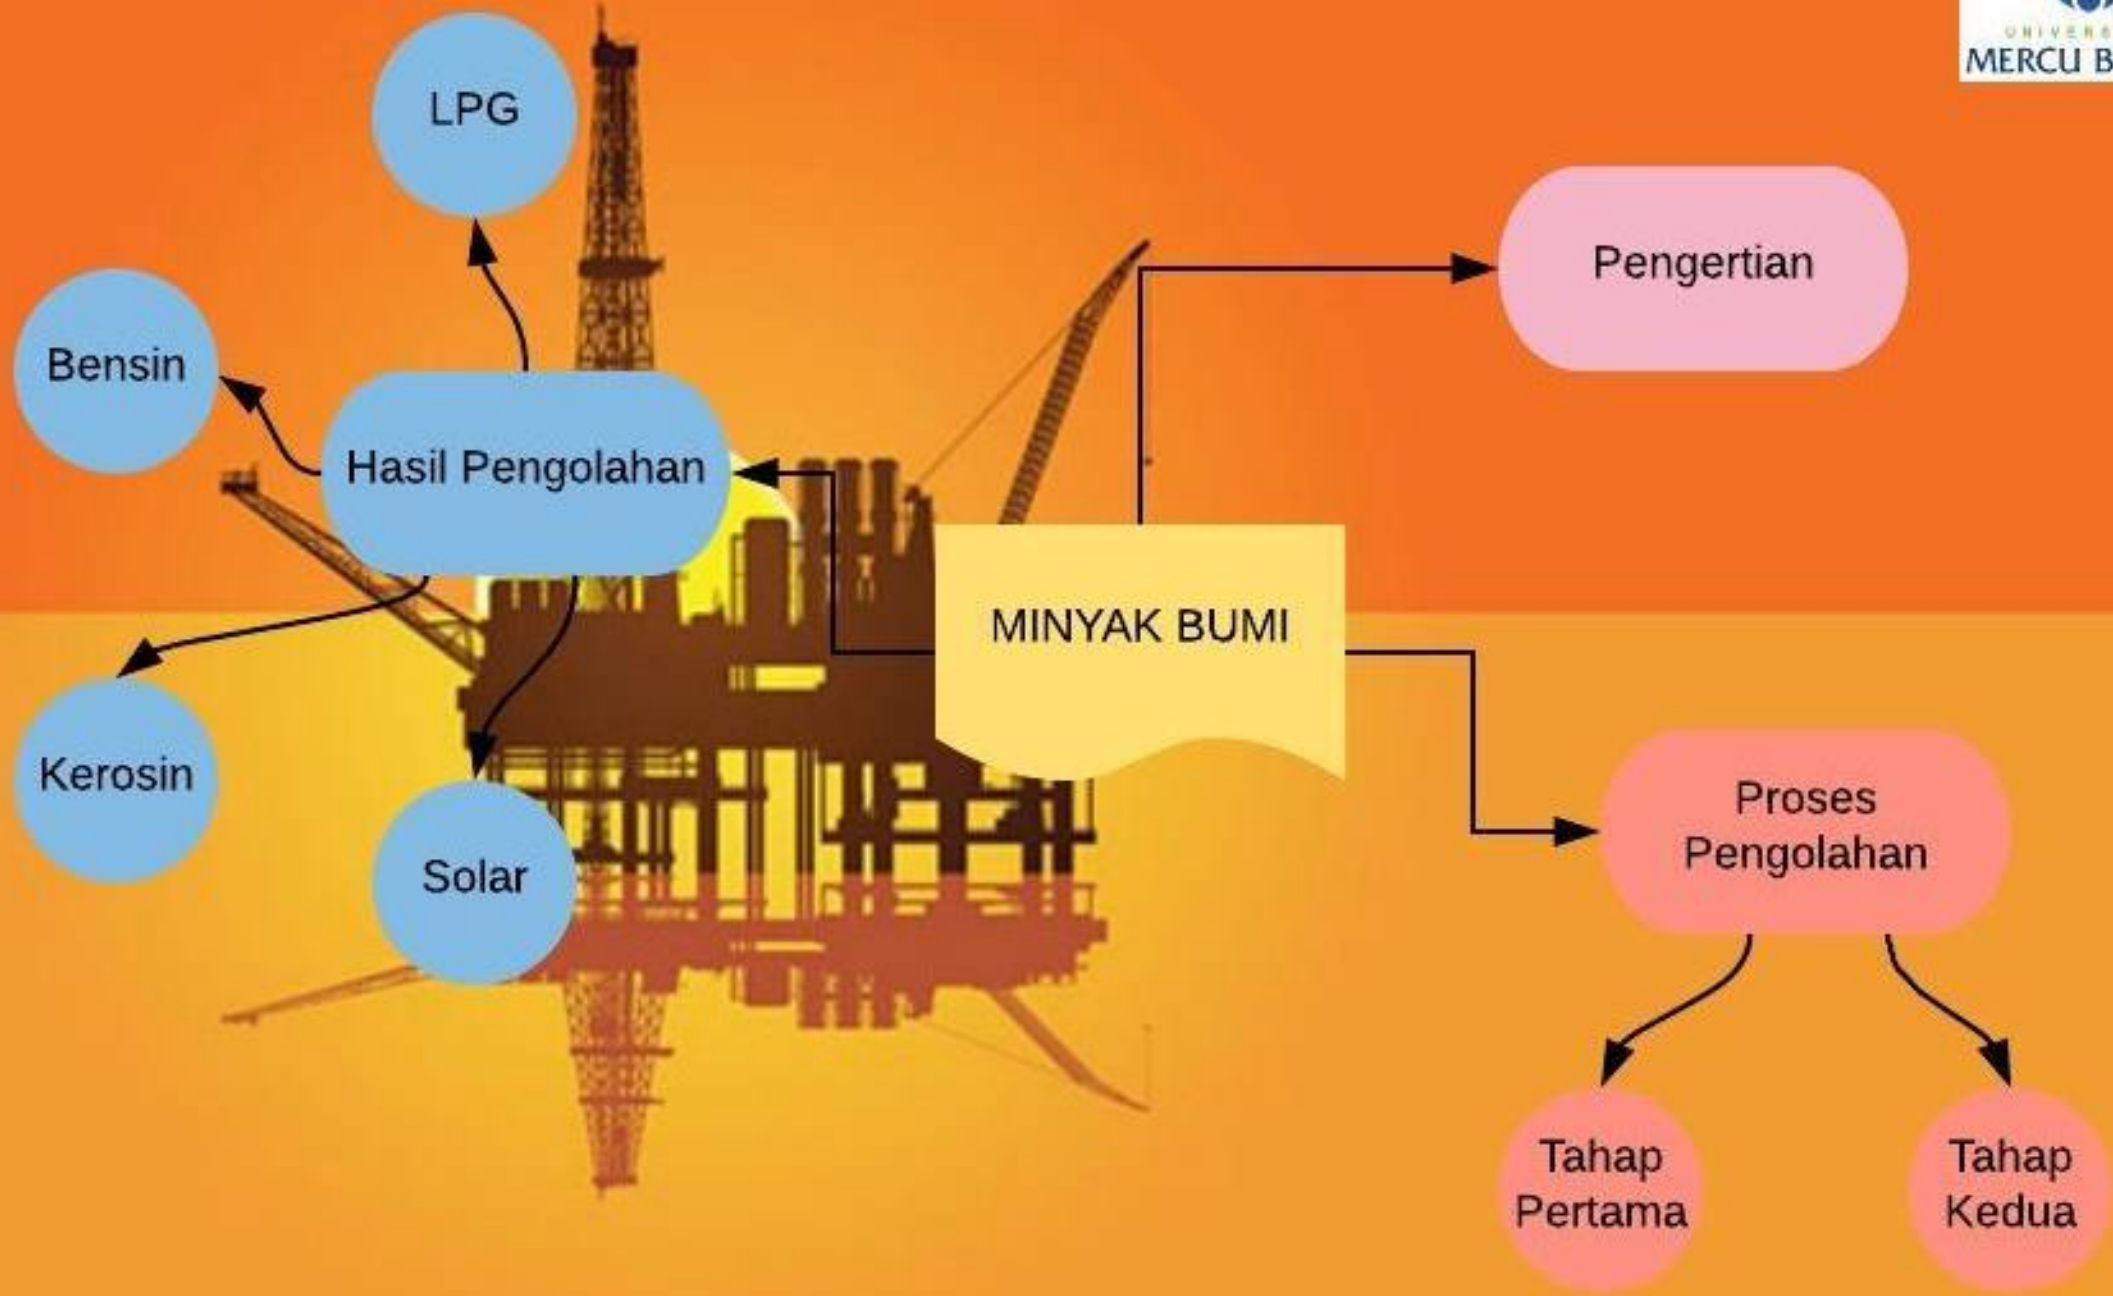 MERCU
LPG
Pengertian
Bensin
Hasil Pengolahan
MINYAK BUMI
Kerosin
Solar
Proses
Pengolahan
Tahap
Pertama
Tahap
Kedua